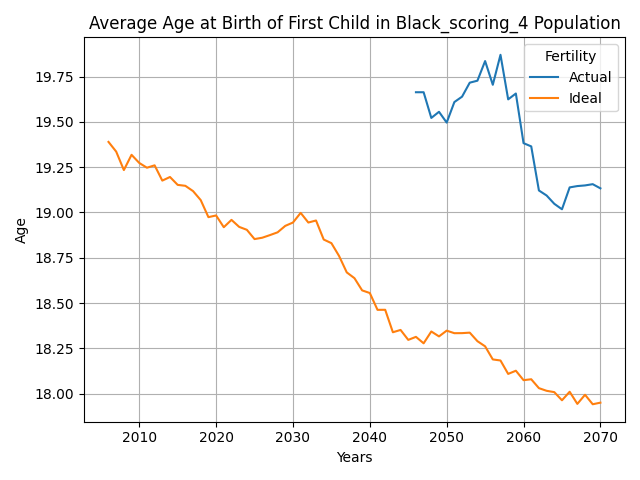 Average Age at Birth of First Child in Black_scoring_4 Population
Fertility
Actual
Ideal
19.75
19.50
19.25
19.00
18.75
18.50
18.25
18.00
Age
2010 2020 2030 2040 2050 2060 2070
Years